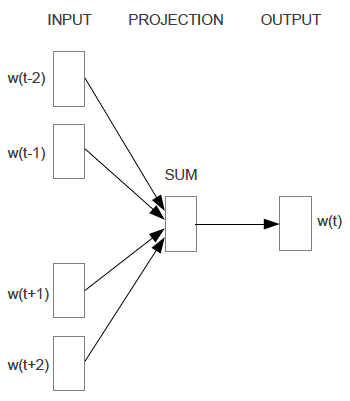 INPUT PROJECTION OUTPUT
w(t-2)
w(t-1)
SUM
w(t)
w(t+1)
w(t+2)